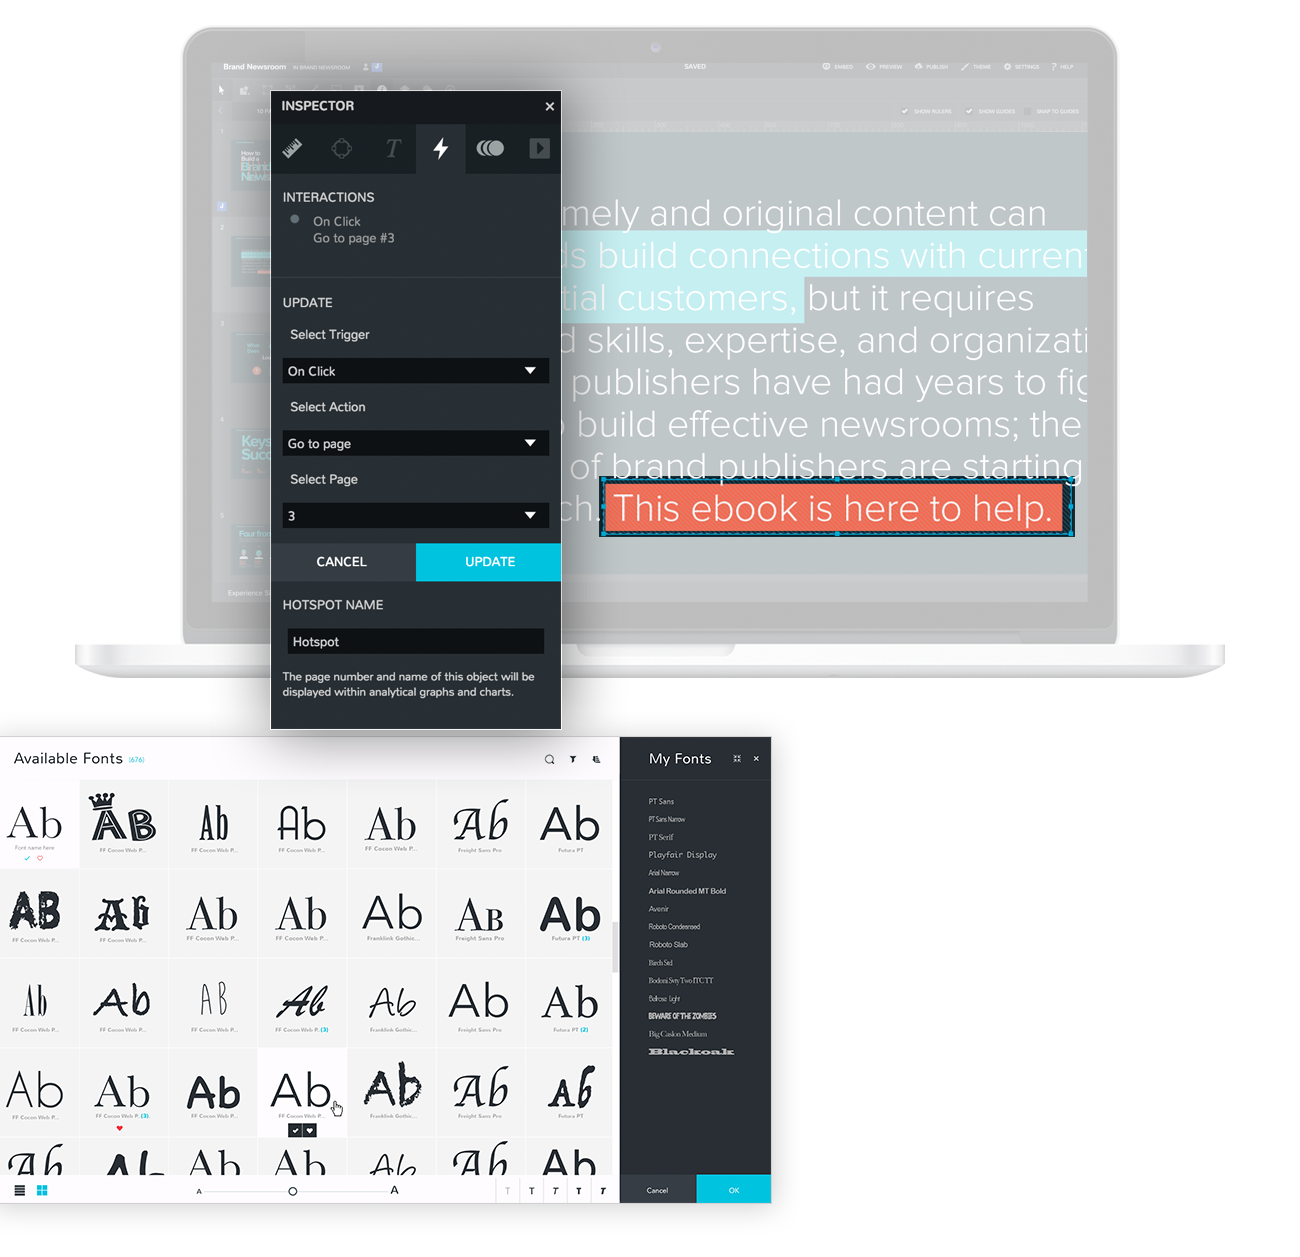 Brand Newsroom IN BRAND NEWSROOM
SAVED
EMBED PREVIEW PUBLISH THEME SETTINGS HELP
SHOW RULERS SHOW GUIDES SNAP TO GUIDES
How to
Build a
INSPECTOR
INTERACTIONS
On Click
Go to page #3
UPDATE
Select Trigger
On Click
Select Action
Go to page
Select Page
3
CANCEL UPDATE
HOTSPOT NAME
Hotspot
The page number and name of this object will be
displayed within analytical graphs and charts.
mely and original content can
ds build connections with current
tial customers, but it requires
d skills, expertise, and organizati
publishers have had years to fig
build effective newsrooms; the
of brand publishers are starting
ch. This ebook is here to help.
Available Fonts (676)
Ab AB Ab Ab Ab Ab Ab
Font name here FF Cocon Web P... FF Cocon Web P... FF Cocon Web P... FF Cocon Web P... Freight Sans Pro Futura PT
AB Ab Ab Ab Ab AB Ab
FF Cocon Web P... FF Cocon Web P... FF Cocon Web P... FF Cocon Web P... Franklink Gothic... Freight Sans Pro Futura PT (3)
Ab Ab AB Ab Ab Ab Ab
FF Cocon Web P... FF Cocon Web P... FF Cocon Web P... FF Cocon Web P.. (3) Franklink Gothic... Freight Sans Pro Futura PT (2)
Ab Ab Ab Ab Ab Ab Ab
FF Cocon Web P... FF Cocon Web P.. (3) FF Cocon Web P... FF Cocon Web P... Franklink Gothic... Freight Sans Pro Futura PT
Ab Ab Ab Ab Ab Ab Ab
A A T T T T T
My Fonts
PT Sans
PT Sans Narrow
PT Serif
Playfair Display
Arial Narrow
Arial Rounded MT Bold
Avenir
Roboto Condensed
Roboto Slab
Birch Std
Bodoni Svty Two ITC TT
Bellrose Light
BEWARE OF THE ZOMBIES
Big Caslon Medium
Blackoak
Cancel OK